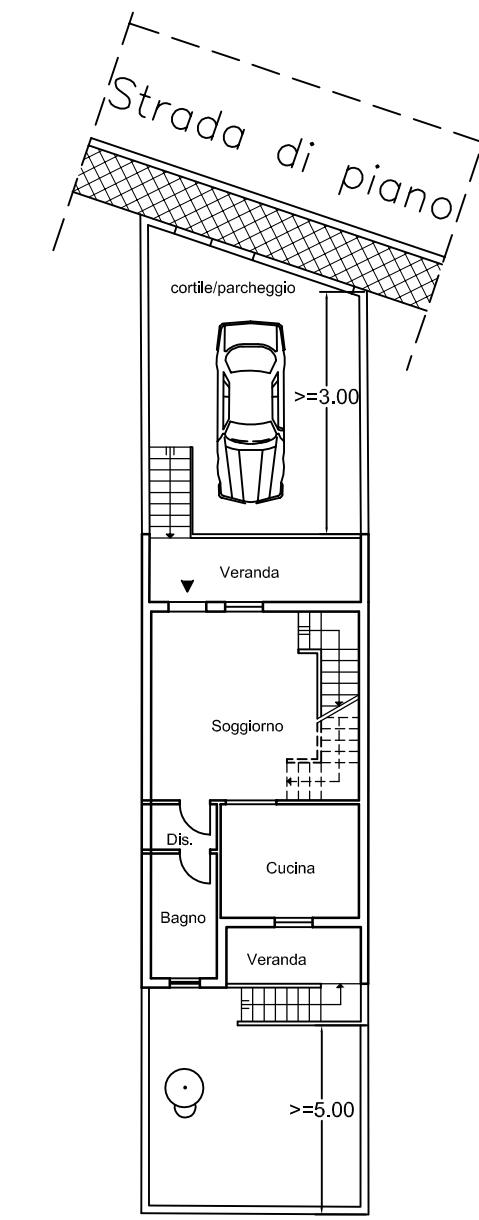 Strada di piano
cortile/parcheggio
>=3.00
Veranda
Soggiorno
Dis.
Cucina
Bagno
Veranda
>=5.00